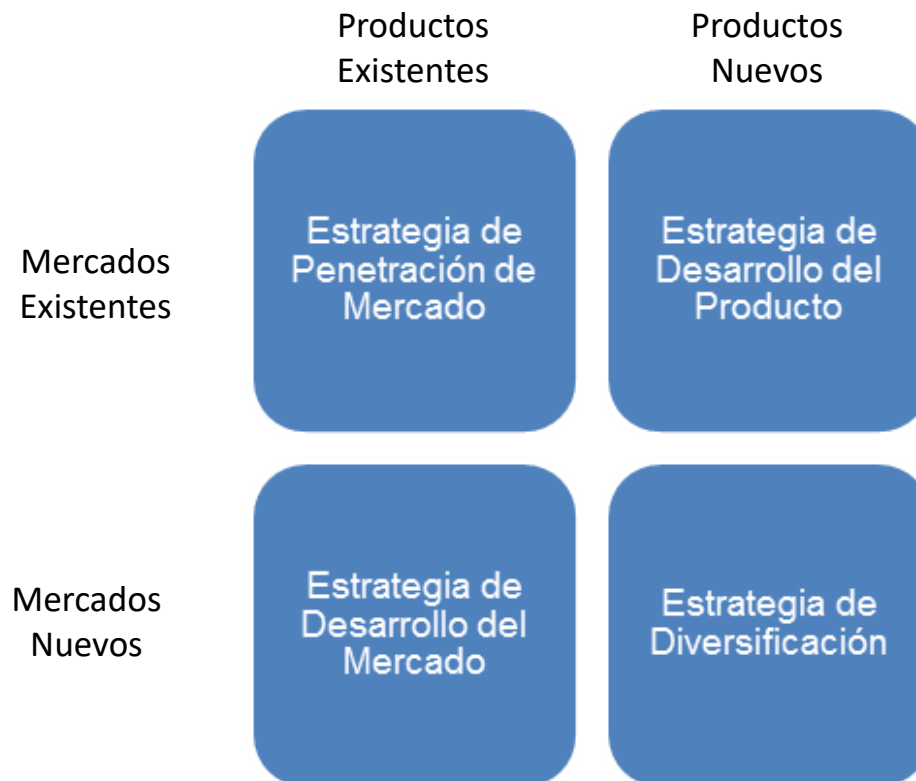 Productos
Existentes
Productos
Nuevos
Mercados
Existentes
Estrategia de
Penetración de
Mercado
Estrategia de
Desarrollo del
Producto
Mercados
Nuevos
Estrategia de
Desarrollo del
Mercado
Estrategia de
Diversificación